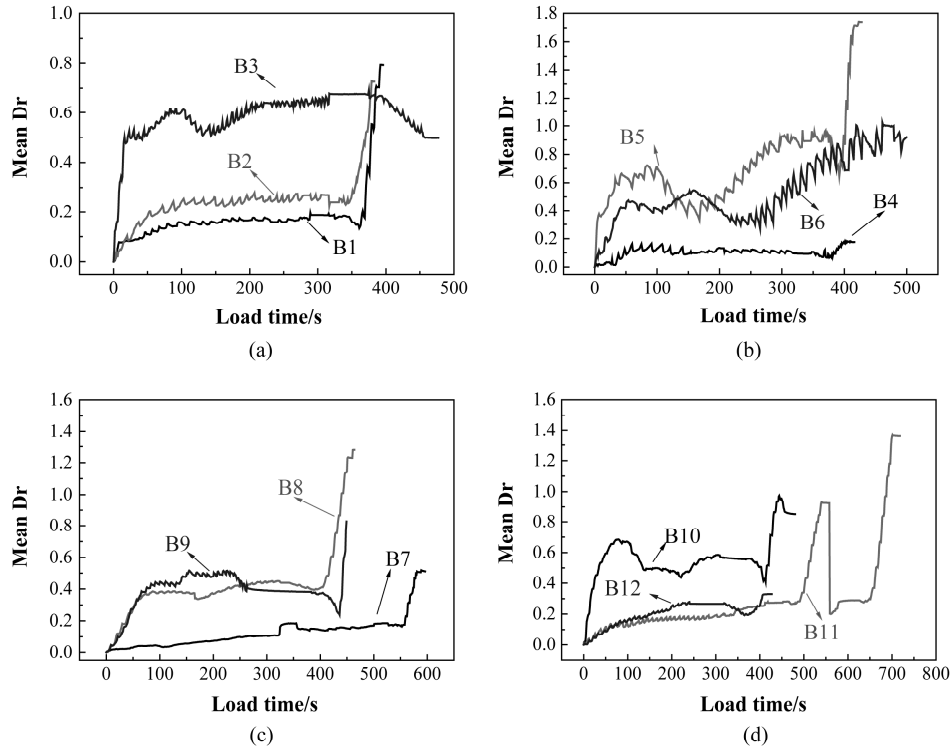 1.0
0.8
0.6
0.4
0.2
0.0
Mean Dr
B3
B2
B1
0 100 200 300 400 500
Load time/s
(a)
1.8
1.6
1.4
1.2
1.0
0.8
0.6
0.4
0.2
0.0
Mean Dr
B5
B6
B4
0 100 200 300 400 500
Load time/s
(b)
1.6
1.4
1.2
1.0
0.8
0.6
0.4
0.2
0.0
Mean Dr
B8
B9
B7
0 100 200 300 400 500 600
Load time/s
(c)
1.6
1.4
1.2
1.0
0.8
0.6
0.4
0.2
0.0
Mean Dr
B10
B12
B11
0 100 200 300 400 500 600 700 800
Load time/s
(d)